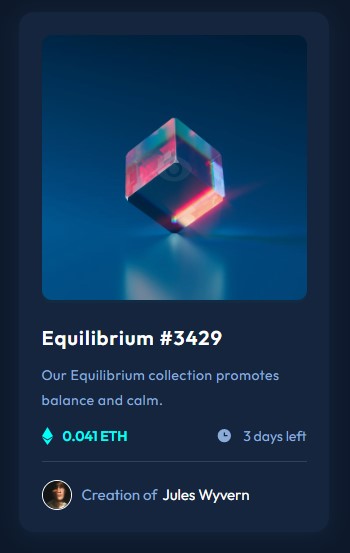 Equilibrium #3429
Our Equilibrium collection promotes
balance and calm.
0.041 ETH
3 days left
Creation of Jules Wyvern